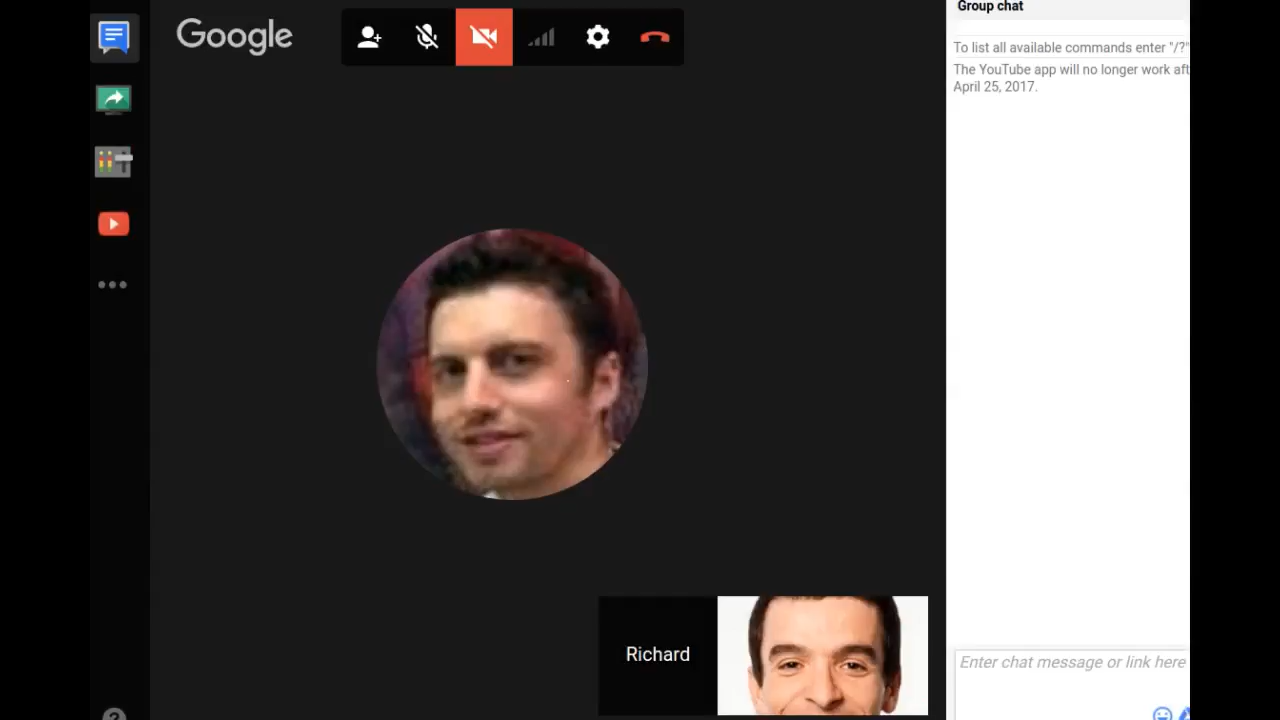 Google
Group chat
To list all available commands enter "/?"
The YouTube app will no longer work aft
April 25, 2017.
Richard
Enter chat message or link here
?